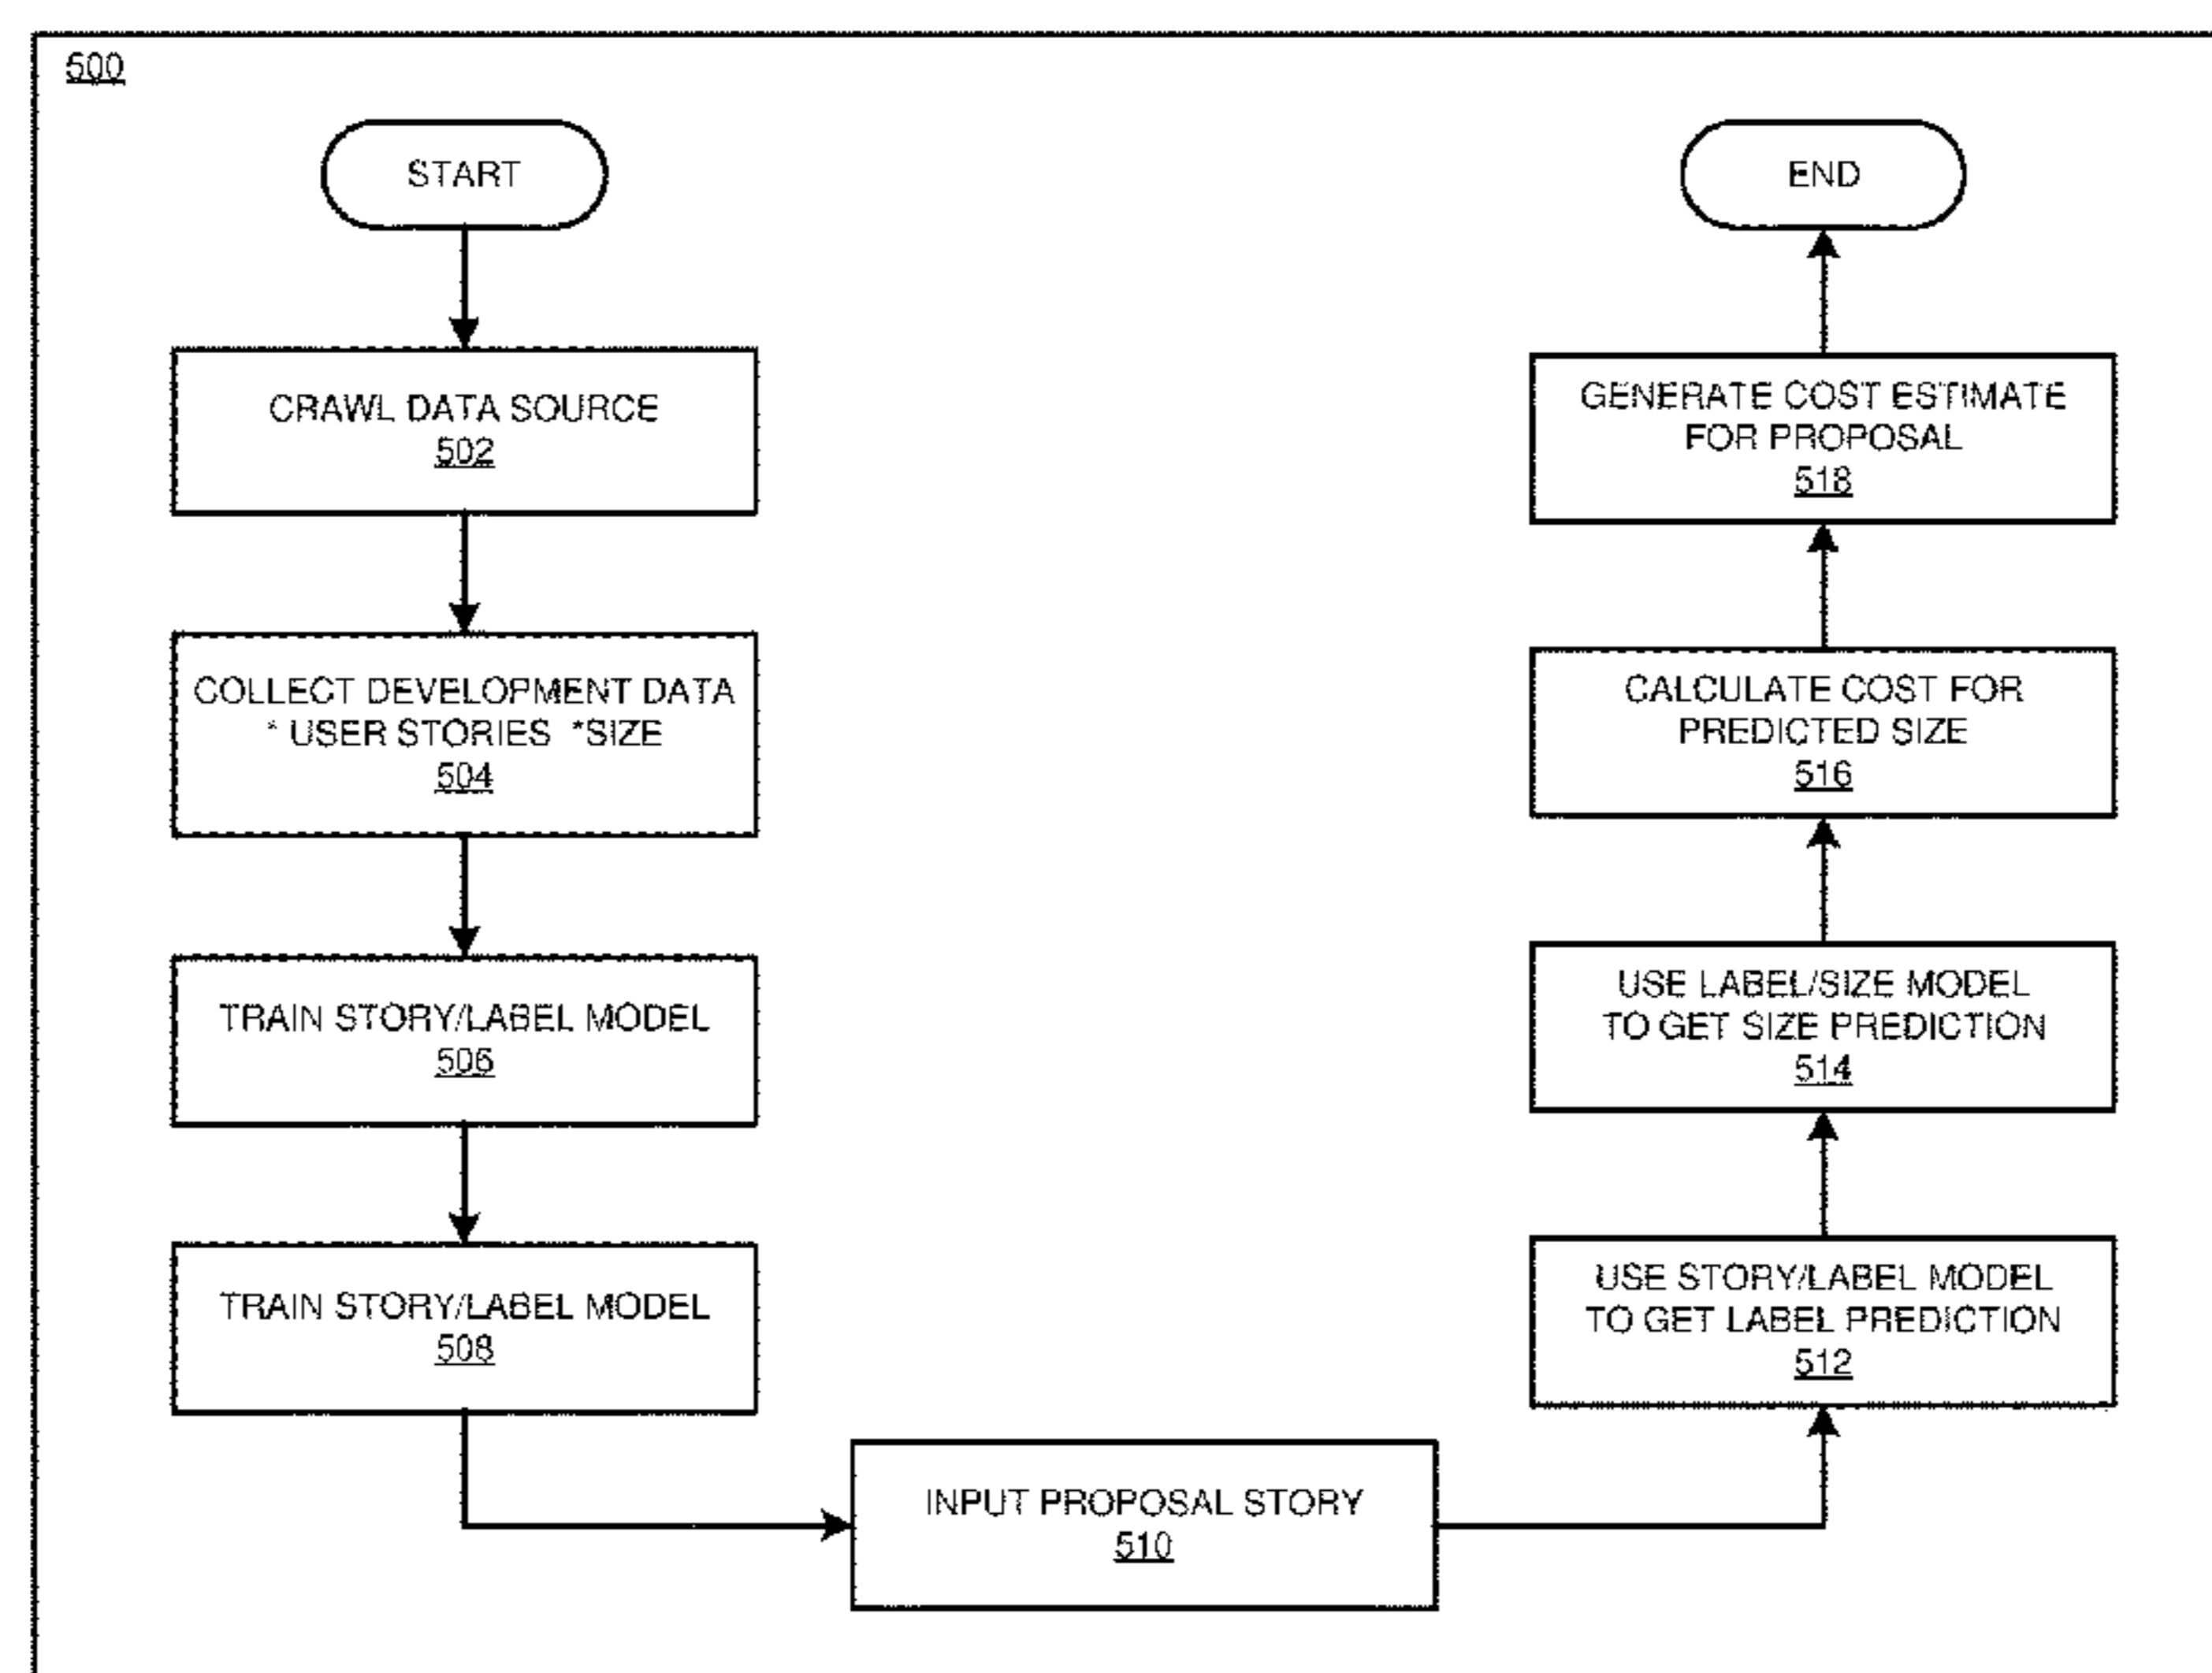 500
START
CRAWL DATA SOURCE
502
COLLECT DEVELOPMENT DATA
* USER STORIES *SIZE
504
TRAIN STORY/LABEL MODEL
506
TRAIN STORY/LABEL MODEL
508
INPUT PROPOSAL STORY
510
USE STORY/LABEL MODEL
TO GET LABEL PREDICTION
512
USE LABEL/SIZE MODEL
TO GET SIZE PREDICTION
514
CALCULATE COST FOR
PREDICTED SIZE
516
GENERATE COST ESTIMATE
FOR PROPOSAL
518
END